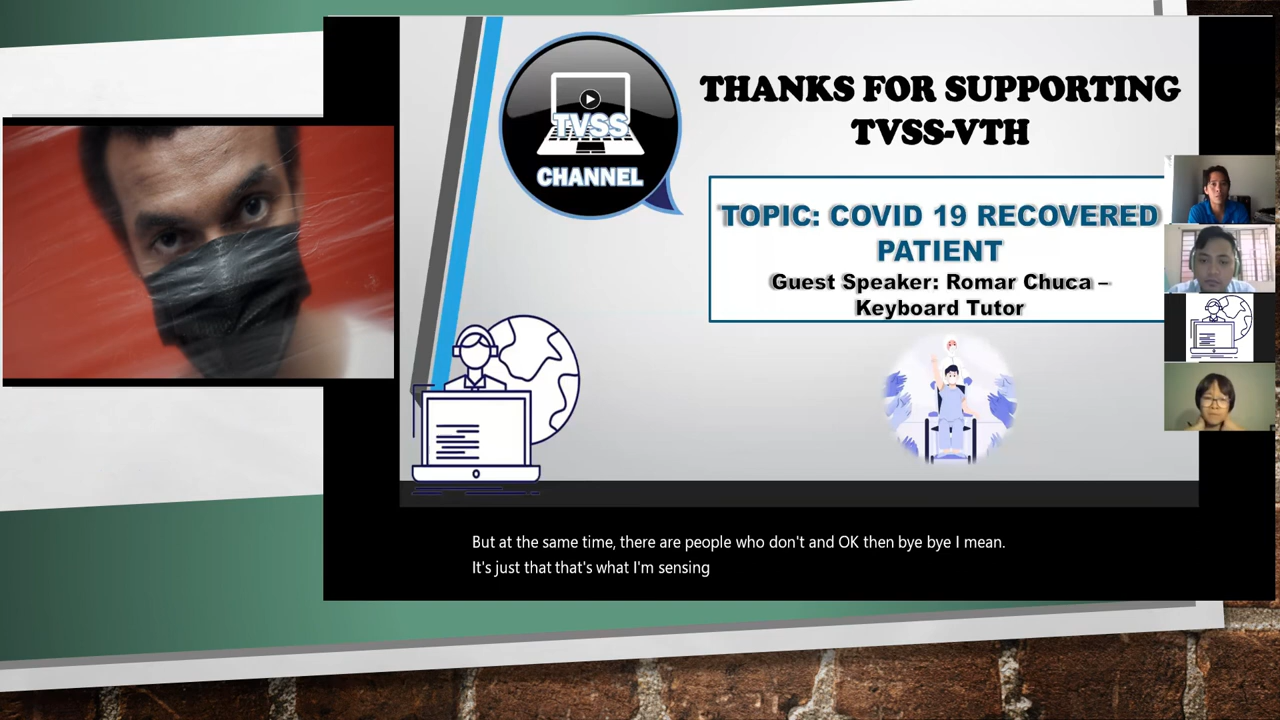 TVSS
CHANNEL
THANKS FOR SUPPORTING
TVSS-VTH
TOPIC: COVID 19 RECOVERED
PATIENT
Guest Speaker: Romar Chuca –
Keyboard Tutor
But at the same time, there are people who don't and OK then bye bye I mean.
It's just that that's what I'm sensing